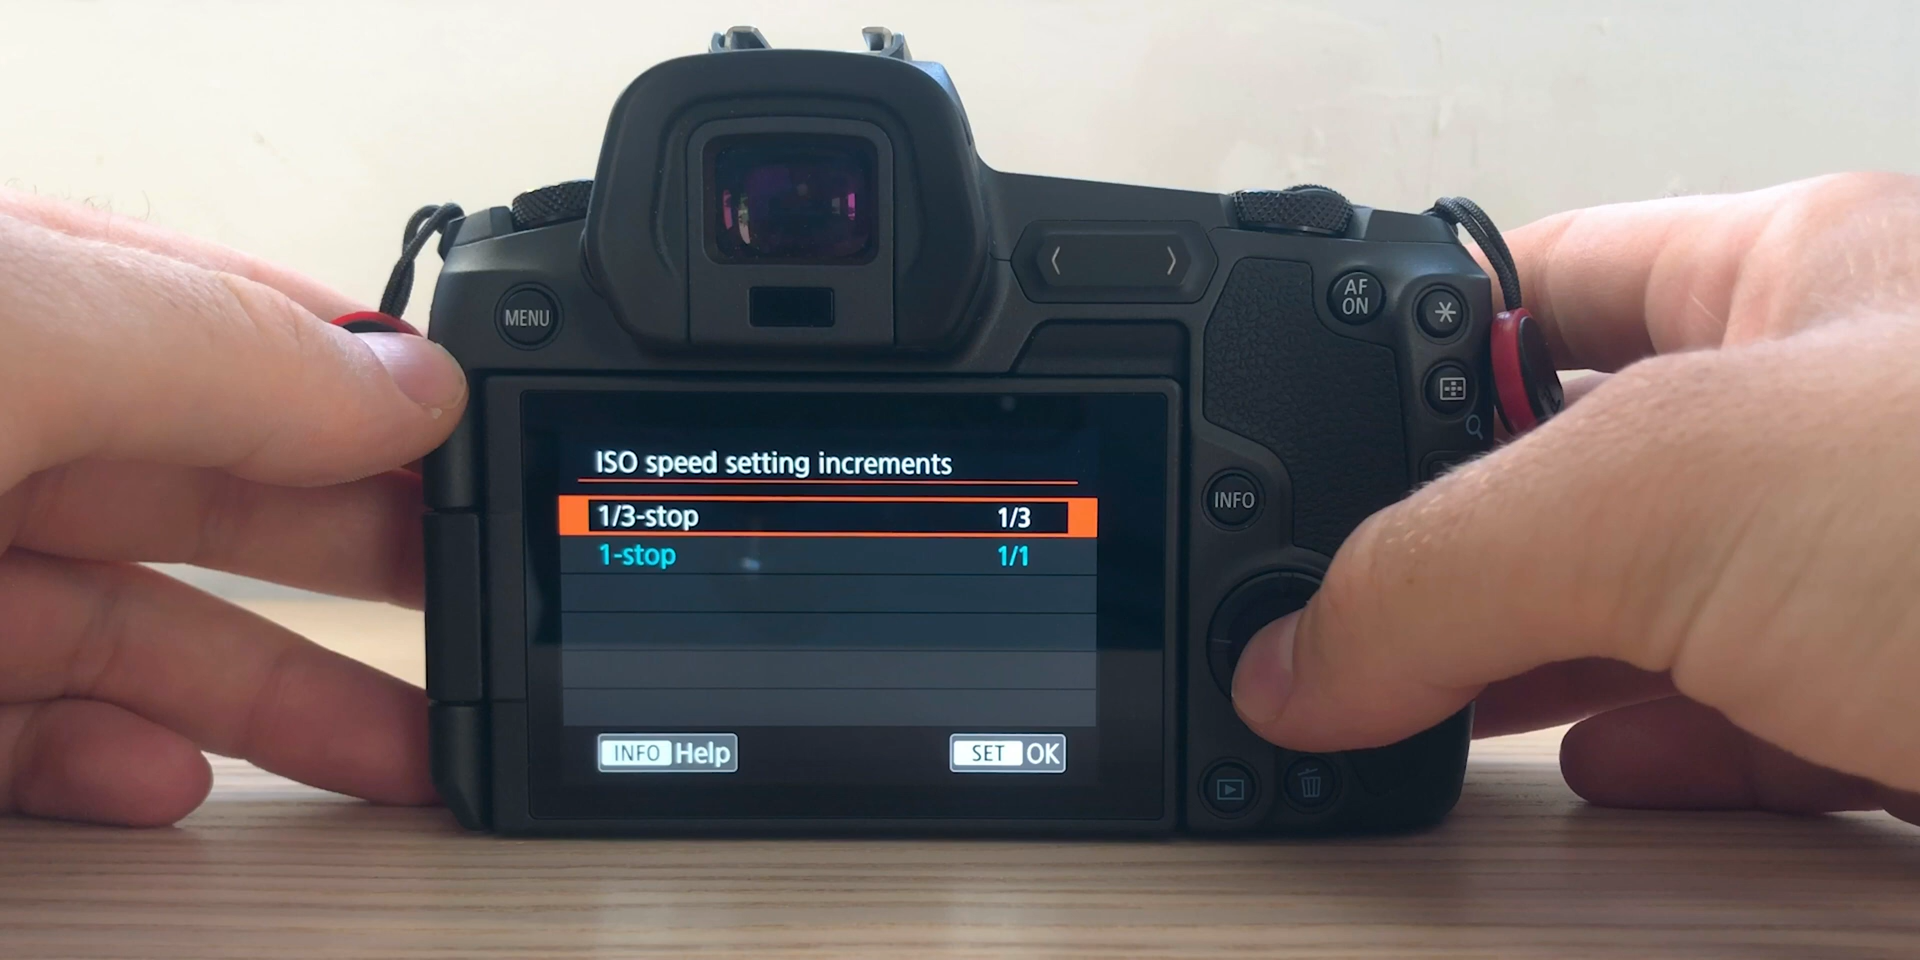 AF
ON
MENU
ISO speed setting increments
1/3-stop 1/3
1-stop 1/1
INFO
INFO Help
SET OK